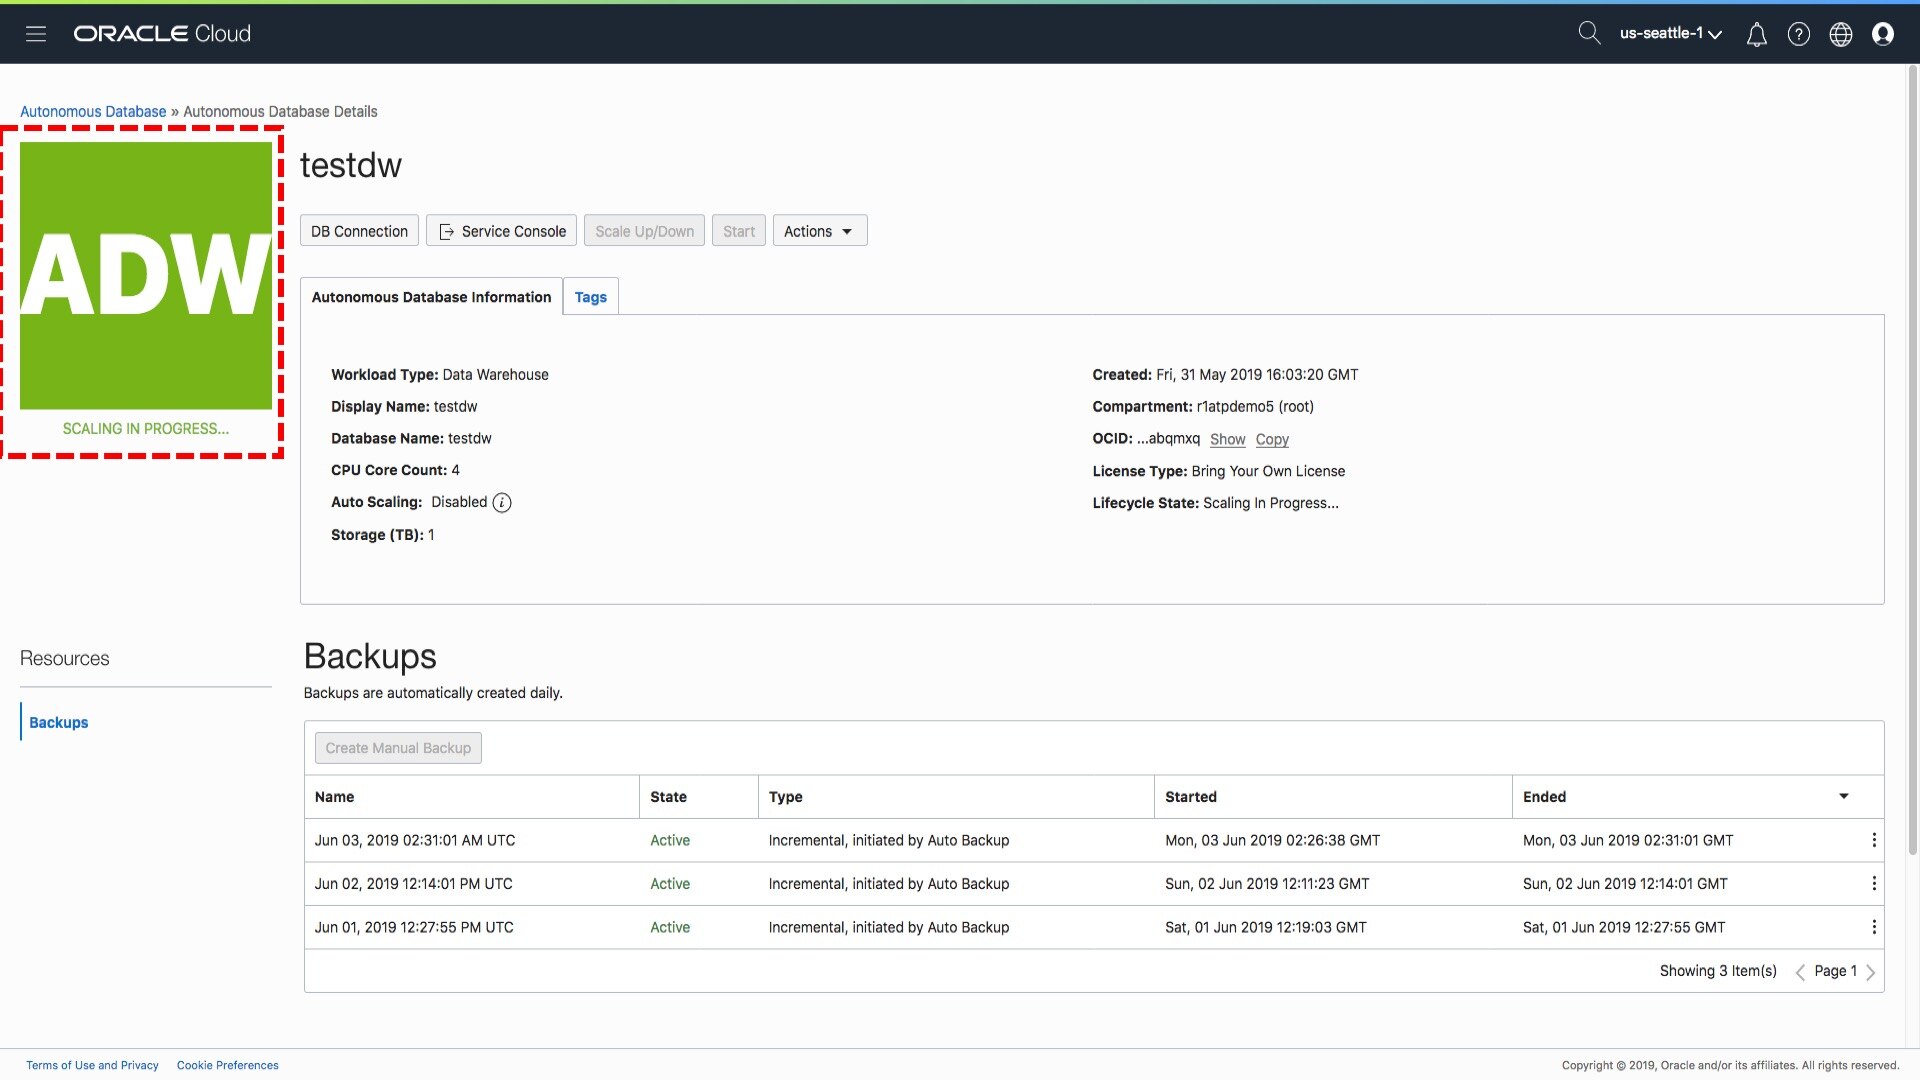 ORACLE Cloud
us-seattle-1
Autonomous Database » Autonomous Database Details
ADW
SCALING IN PROGRESS...
testdw
DB Connection Service Console Scale Up/Down Start Actions
Autonomous Database Information Tags
Workload Type: Data Warehouse
Display Name: testdw
Database Name: testdw
CPU Core Count: 4
Auto Scaling: Disabled i
Storage (TB): 1
Created: Fri, 31 May 2019 16:03:20 GMT
Compartment: r1atpdemo5 (root)
OCID: ...abqmxq Show Copy
License Type: Bring Your Own License
Lifecycle State: Scaling In Progress...
Resources
Backups
Backups
Backups are automatically created daily.
Create Manual Backup
Name State Type Started Ended
Jun 03, 2019 02:31:01 AM UTC Active Incremental, initiated by Auto Backup Mon, 03 Jun 2019 02:26:38 GMT Mon, 03 Jun 2019 02:31:01 GMT
Jun 02, 2019 12:14:01 PM UTC Active Incremental, initiated by Auto Backup Sun, 02 Jun 2019 12:11:23 GMT Sun, 02 Jun 2019 12:14:01 GMT
Jun 01, 2019 12:27:55 PM UTC Active Incremental, initiated by Auto Backup Sat, 01 Jun 2019 12:19:03 GMT Sat, 01 Jun 2019 12:27:55 GMT
Showing 3 Item(s) Page 1
Terms of Use and Privacy Cookie Preferences
Copyright © 2019, Oracle and/or its affiliates. All rights reserved.